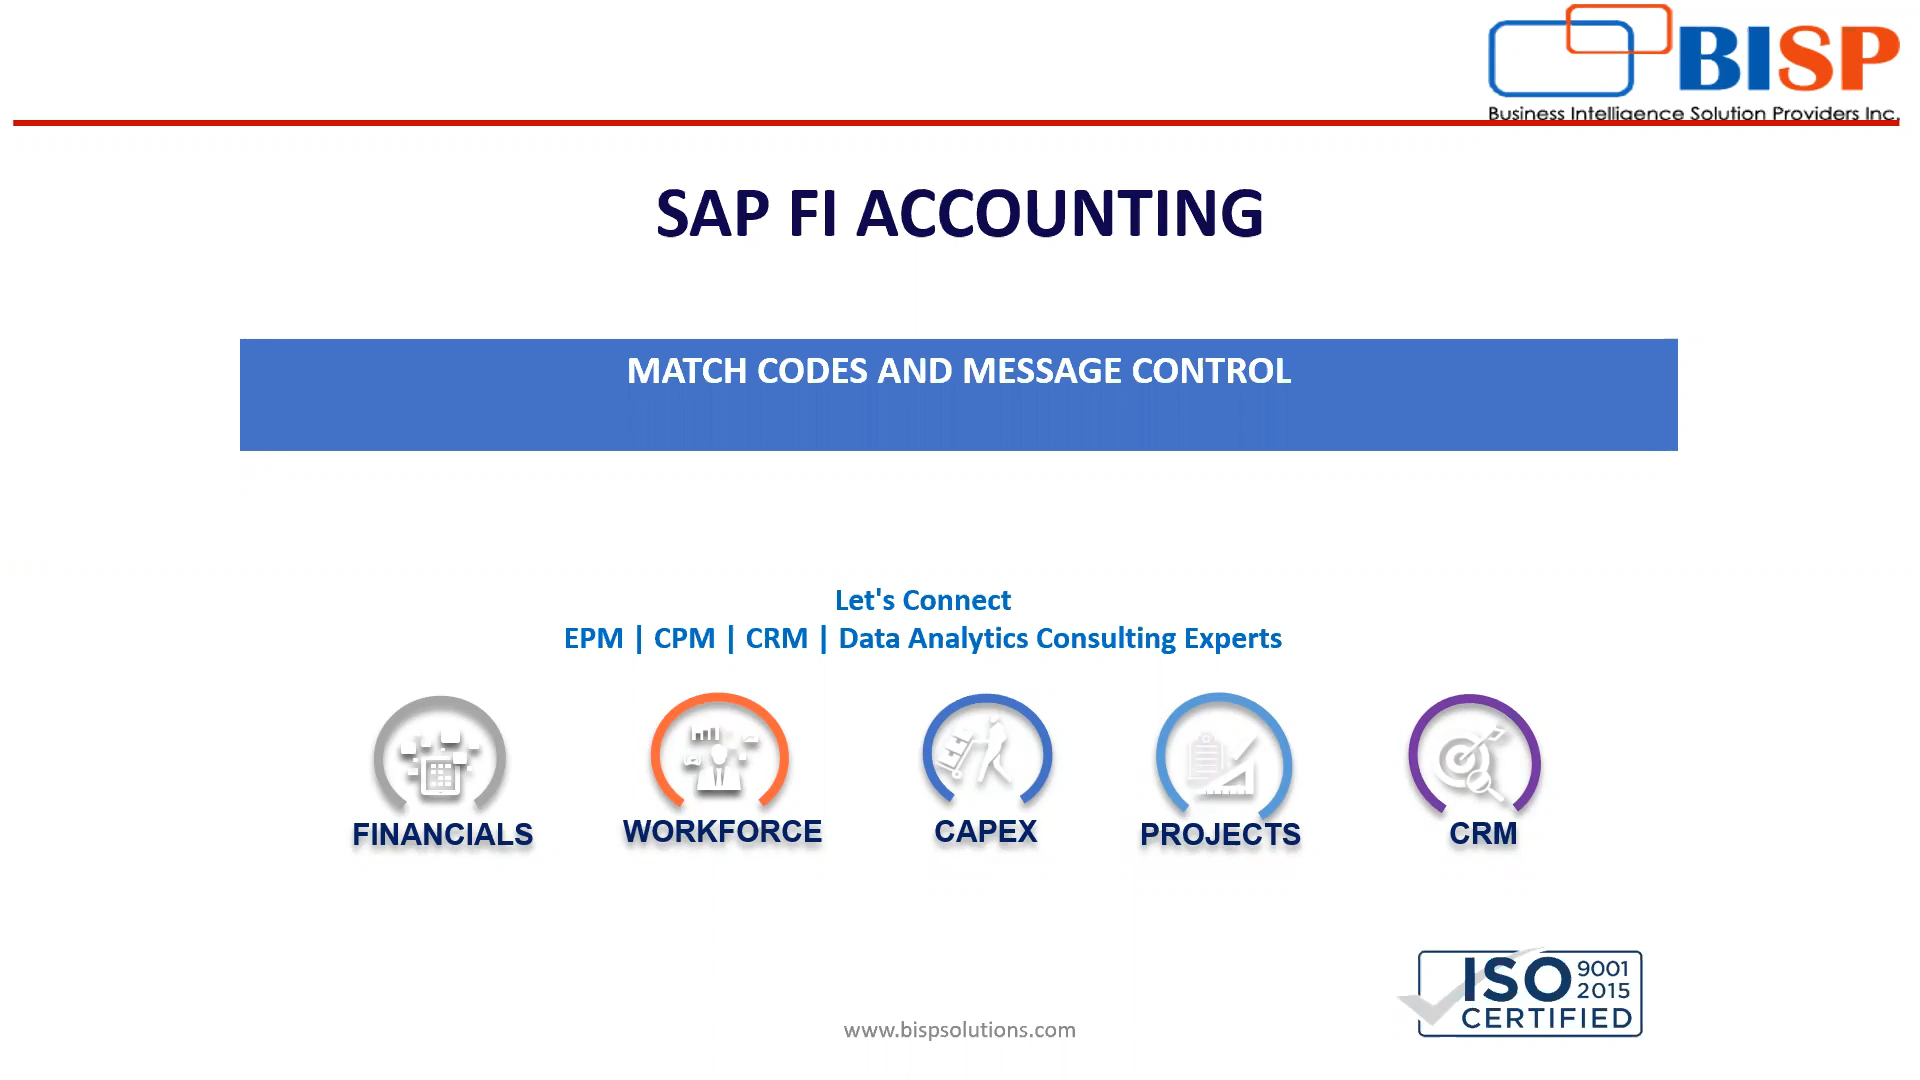 BISP
Business Intelligence Solution Providers Inc.
SAP FI ACCOUNTING
MATCH CODES AND MESSAGE CONTROL
Let's Connect
EPM | CPM | CRM | Data Analytics Consulting Experts
FINANCIALS
WORKFORCE
CAPEX
PROJECTS
CRM
ISO 9001
2015
CERTIFIED
www.bispsolutions.com